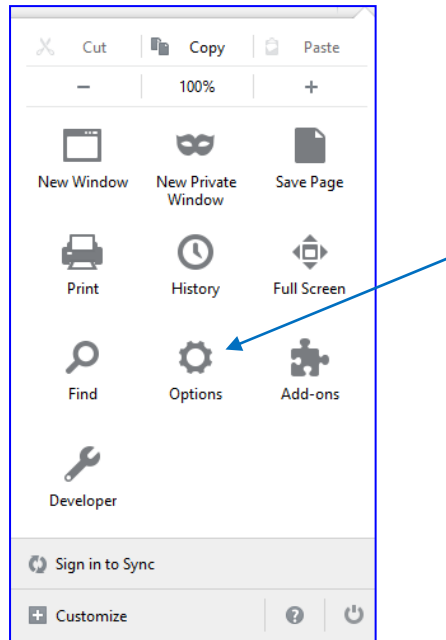 Cut Copy Paste
− 100% +
New Window New Private Save Page
Window
Print History Full Screen
Find Options Add-ons
Developer
Sign in to Sync
Customize ?